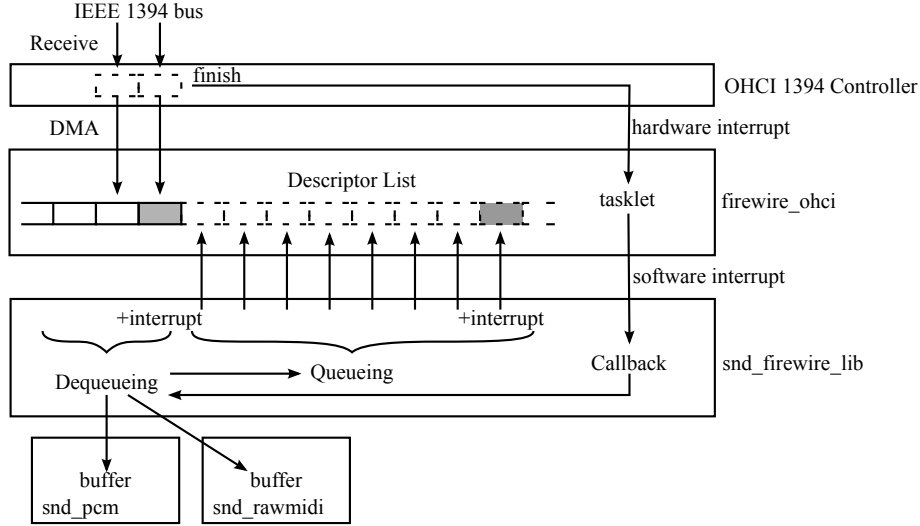 IEEE 1394 bus
Receive
finish
OHCI 1394 Controller
DMA
hardware interrupt
Descriptor List
tasklet
firewire_ohci
software interrupt
+interrupt
+interrupt
Callback
snd_firewire_lib
Dequeueing
Queueing
buffer
snd_pcm
buffer
snd_rawmidi